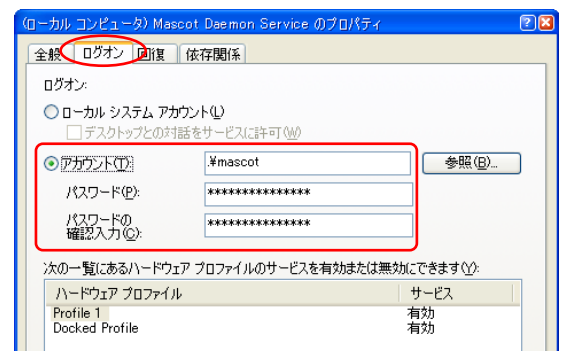 (ローカル コンピュータ) Mascot Daemon Service のプロパティ
全般 ログオン 回復 依存関係
ログオン:
ローカル システム アカウント(L)
デスクトップとの対話をサービスに許可(W)
アカウント(T): .¥mascot 参照(B)...
パスワード(P): ***************
パスワードの
確認入力(C): ***************
次の一覧にあるハードウェア プロファイルのサービスを有効または無効にできます(Y):
ハードウェア プロファイル サービス
Profile 1 有効
Docked Profile 有効